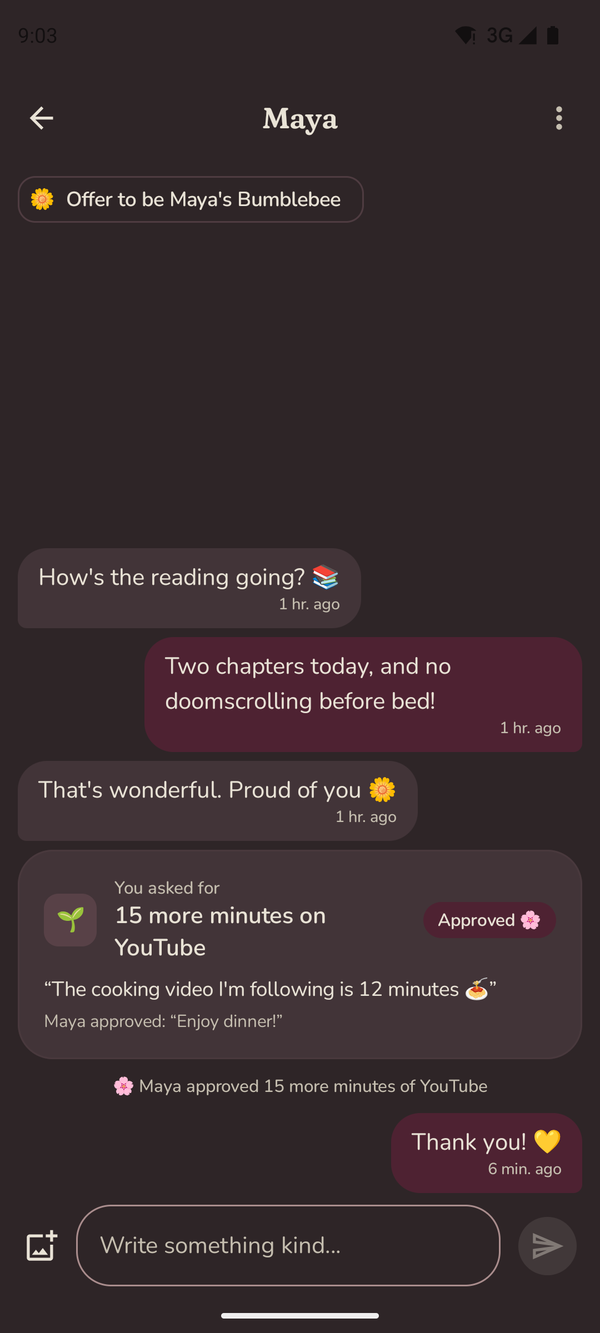 9:03
3G
Maya
🌼 Offer to be Maya's Bumblebee
How's the reading going? 📚
1 hr. ago
Two chapters today, and no
doomscrolling before bed!
1 hr. ago
That's wonderful. Proud of you 🌼
1 hr. ago
You asked for
15 more minutes on
YouTube
Approved 🌸
“The cooking video I'm following is 12 minutes 🍝”
Maya approved: “Enjoy dinner!”
🌸 Maya approved 15 more minutes of YouTube
Thank you! 💛
6 min. ago
Write something kind...